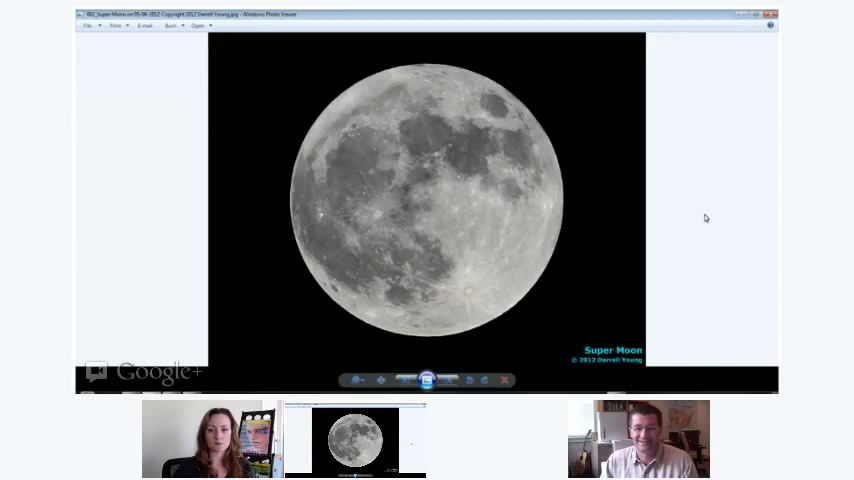 002_Super Moon on 05-06-2012 Copyright 2012 Darrell Young.jpg - Windows Photo Viewer
File Print E-mail Burn Open
Super Moon
© 2012 Darrell Young
Google+